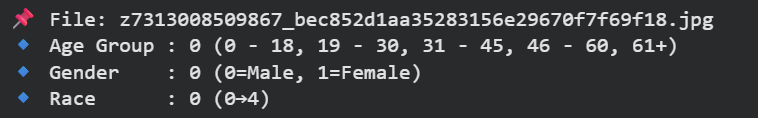 📌 File: z7313008509867_bec852d1aa35283156e29670f7f69f18.jpg
🔹 Age Group : 0 (0 - 18, 19 - 30, 31 - 45, 46 - 60, 61+)
🔹 Gender    : 0 (0=Male, 1=Female)
🔹 Race      : 0 (0→4)